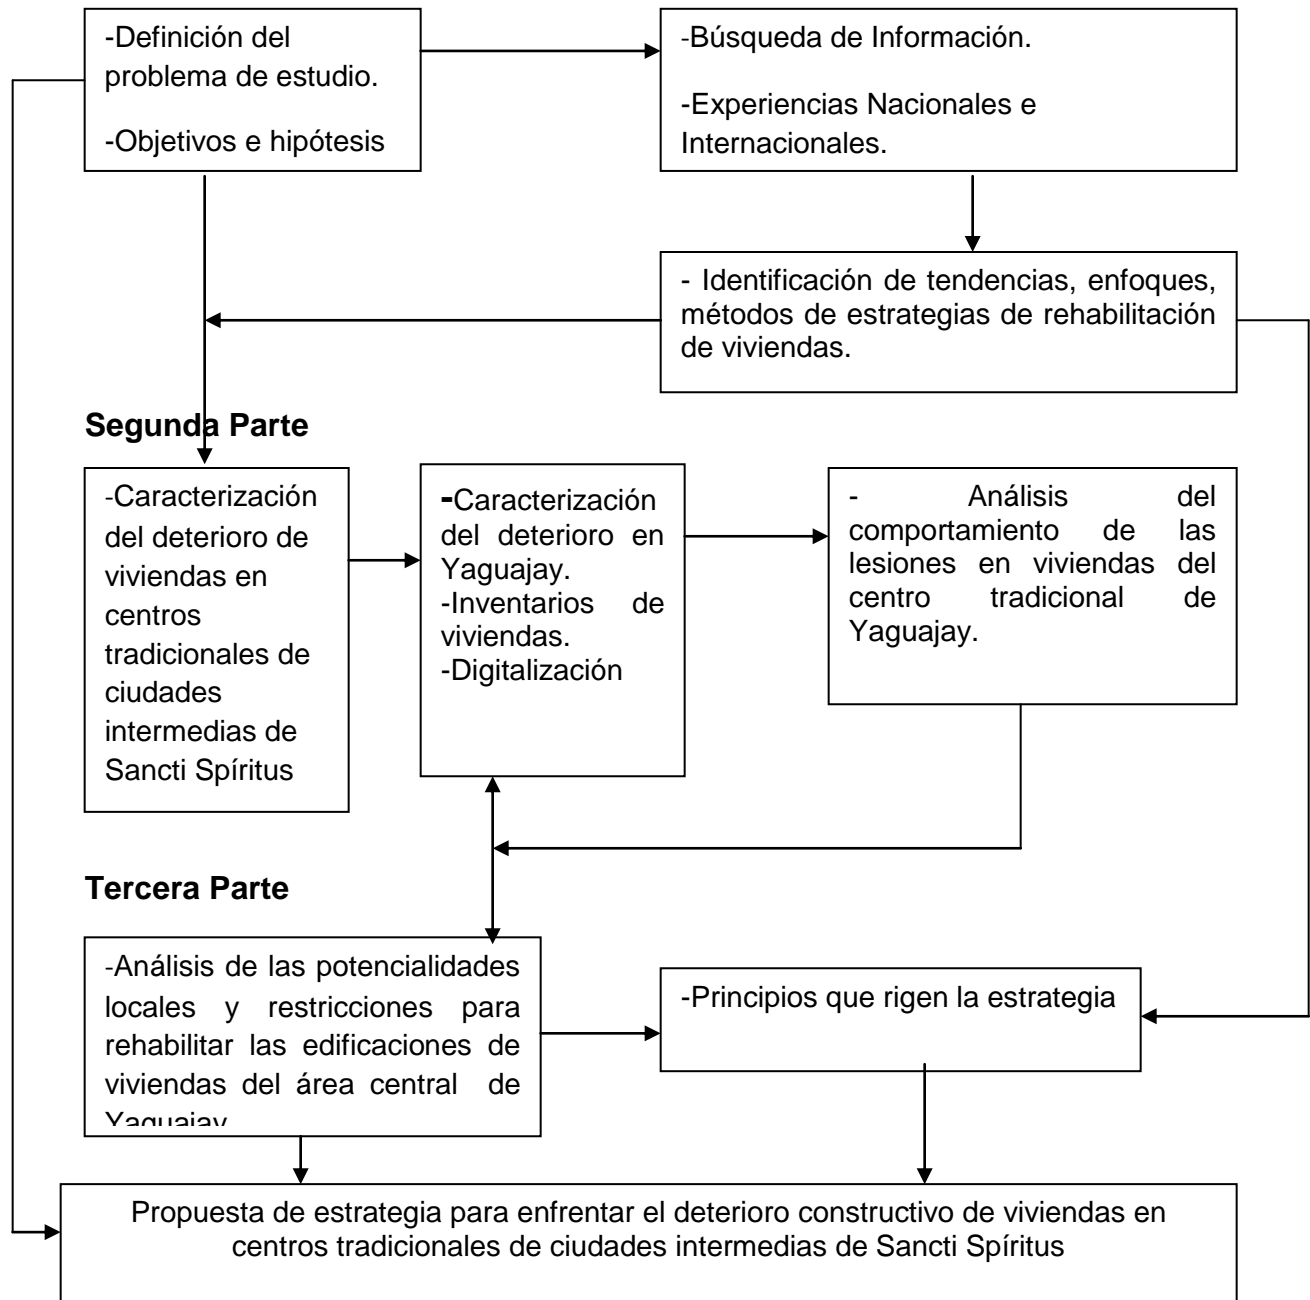 -Definición del
problema de estudio.
-Objetivos e hipótesis
-Búsqueda de Información.
-Experiencias Nacionales e
Internacionales.
- Identificación de tendencias, enfoques,
métodos de estrategias de rehabilitación
de viviendas.
Segunda Parte
-Caracterización
del deterioro de
viviendas en
centros
tradicionales de
ciudades
intermedias de
Sancti Spíritus
-Caracterización
del deterioro en
Yaguajay.
-Inventarios de
viviendas.
-Digitalización
- Análisis del
comportamiento de las
lesiones en viviendas del
centro tradicional de
Yaguajay.
Tercera Parte
-Análisis de las potencialidades
locales y restricciones para
rehabilitar las edificaciones de
viviendas del área central de
Yaguajay
-Principios que rigen la estrategia
Propuesta de estrategia para enfrentar el deterioro constructivo de viviendas en
centros tradicionales de ciudades intermedias de Sancti Spíritus